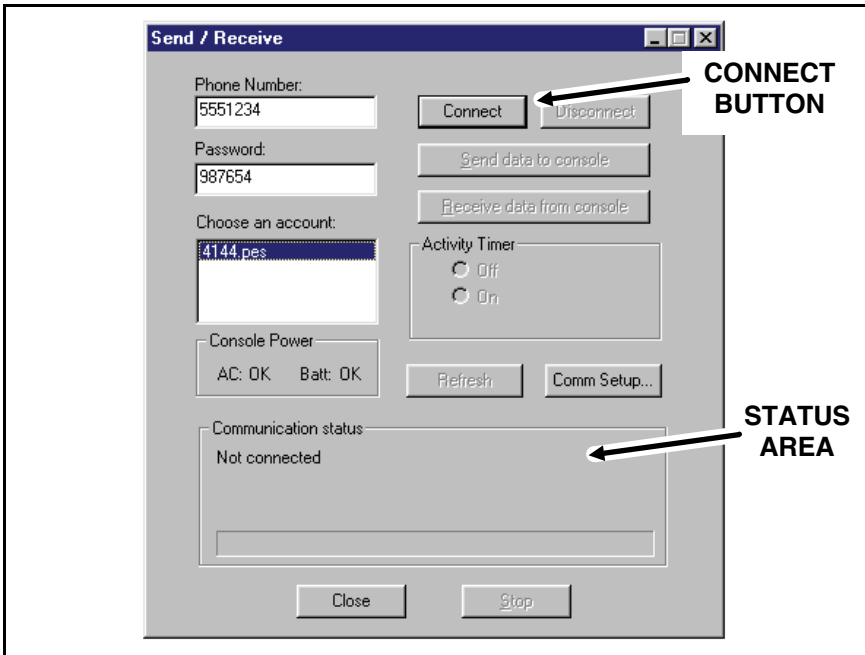 Send / Receive
Phone Number:
5551234
Connect
Disconnect
CONNECT
BUTTON
Password:
987654
Send data to console
Receive data from console
Choose an account:
4144.pes
Activity Timer
Off
On
Console Power
AC: OK Batt: OK
Refresh
Comm Setup...
STATUS
AREA
Communication status
Not connected
Close
Stop